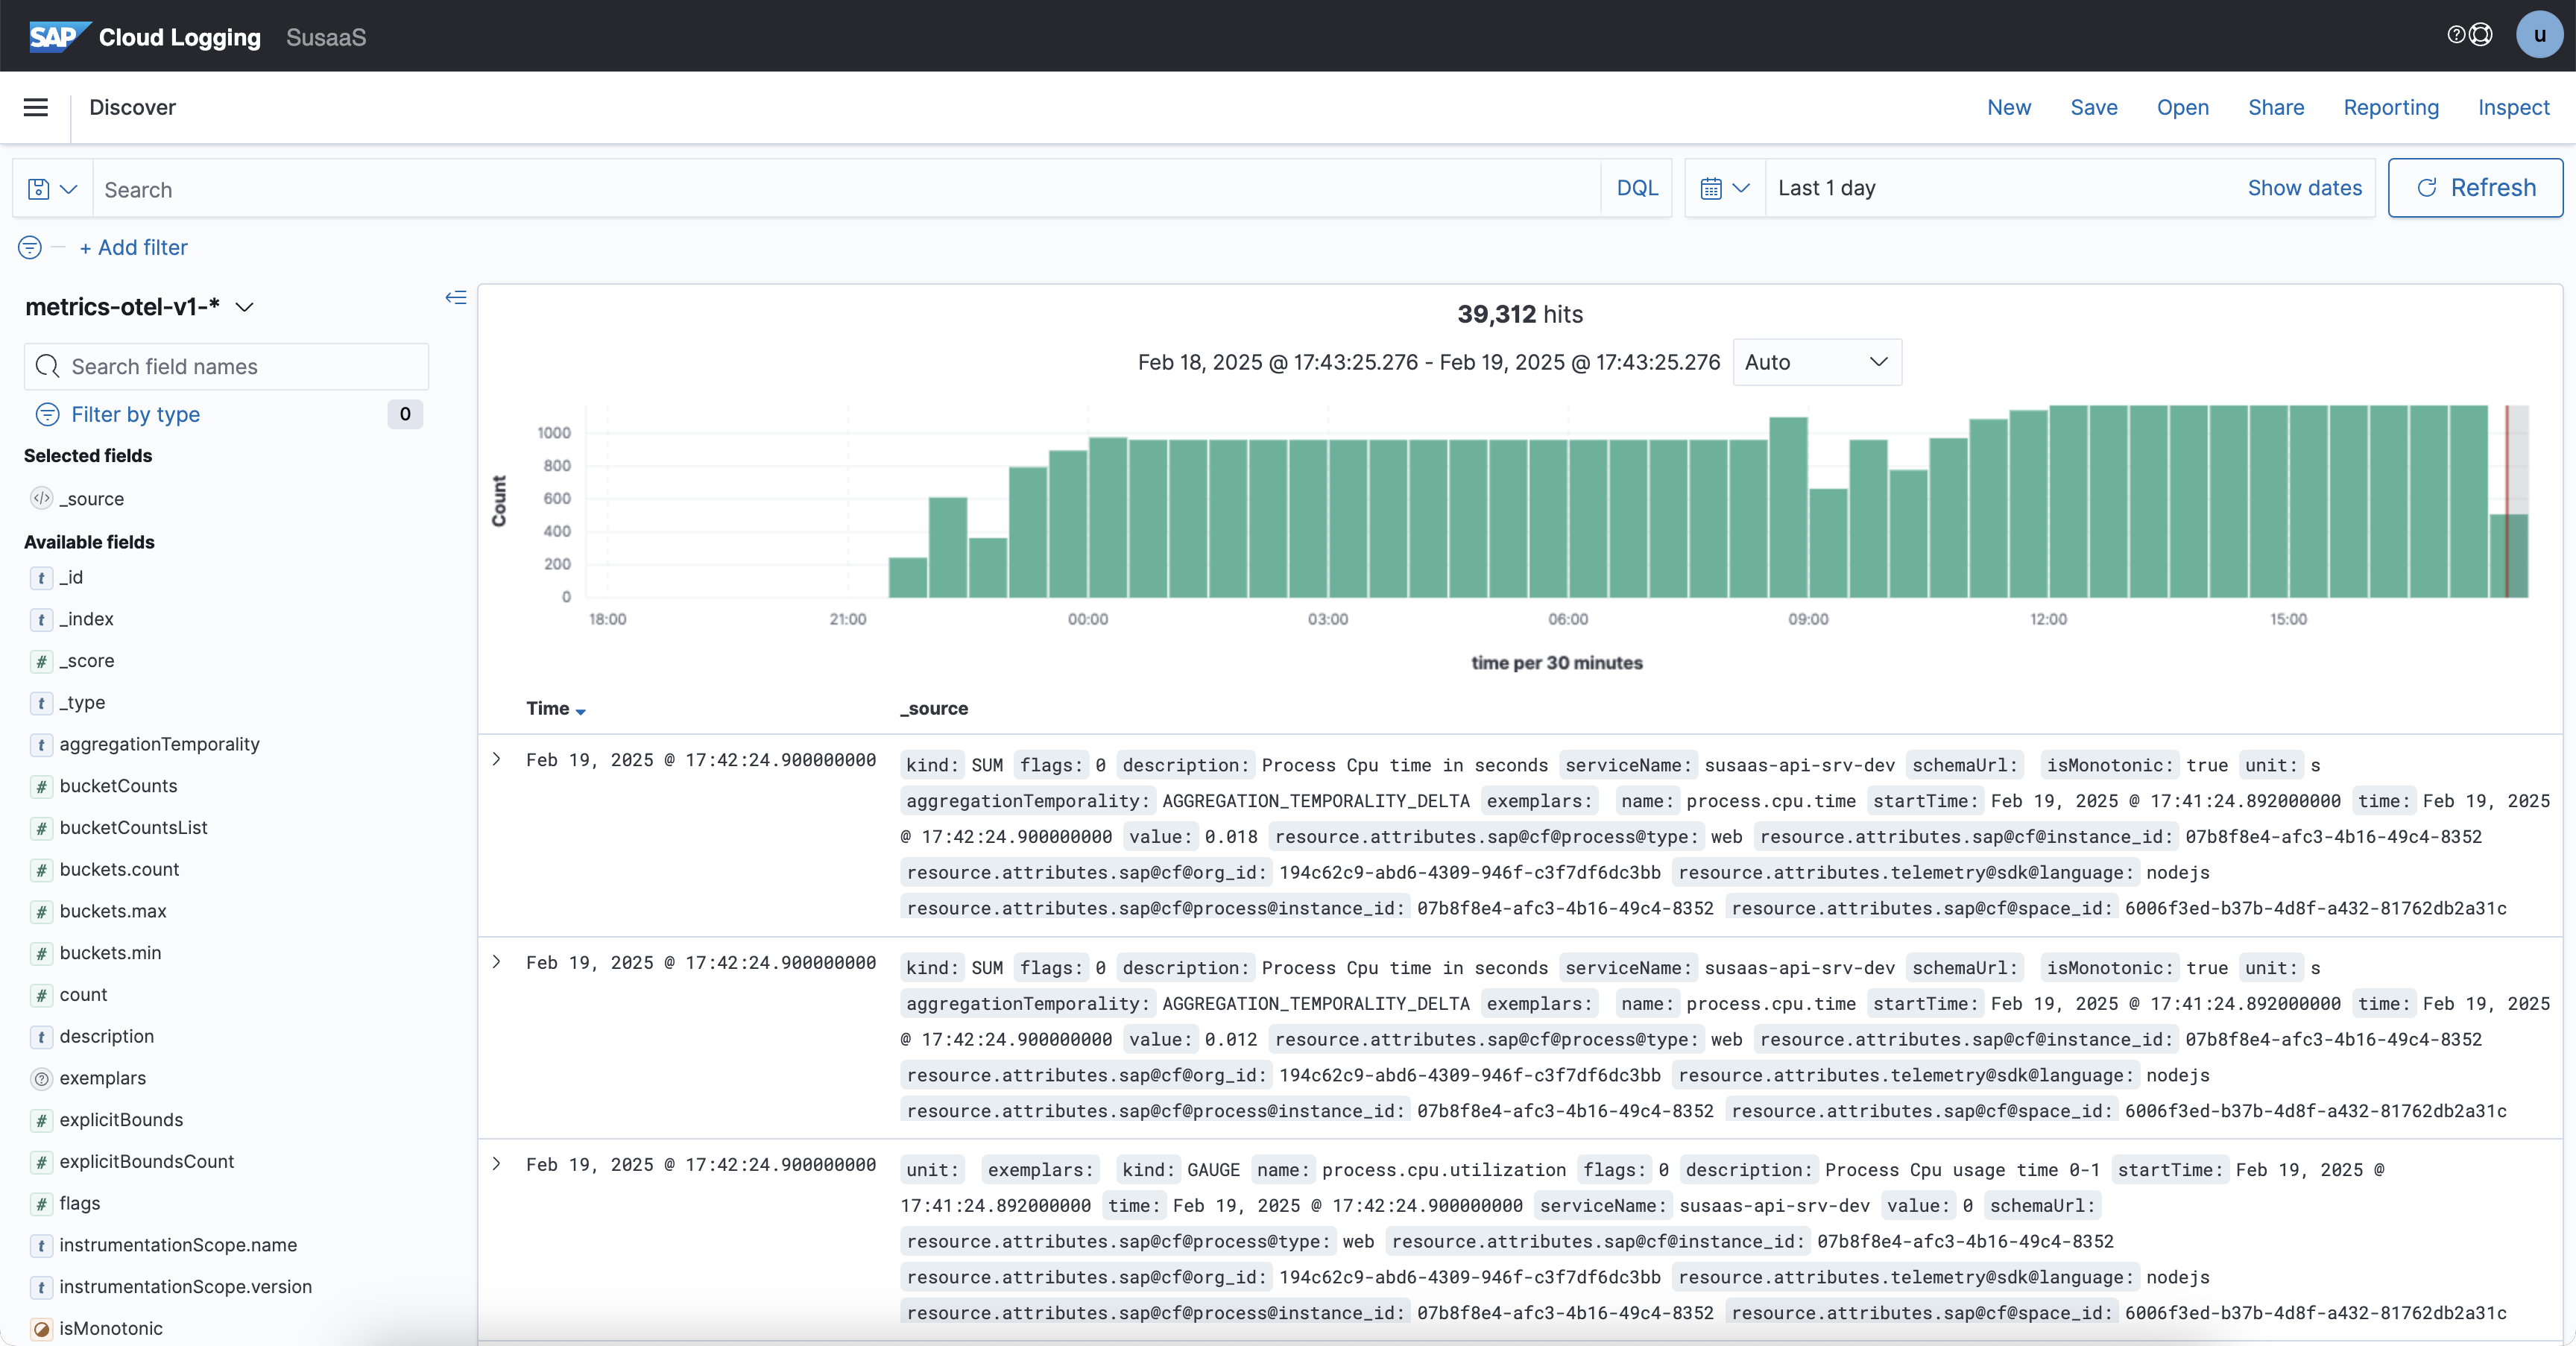 SAP Cloud Logging SusaaS u
Discover New Save Open Share Reporting Inspect
Search DQL Last 1 day Show dates Refresh
+ Add filter
metrics-otel-v1-*
Search field names
Filter by type 0
Selected fields
_source
Available fields
_id
_index
_score
_type
aggregationTemporality
bucketCounts
bucketCountsList
buckets.count
buckets.max
buckets.min
count
description
exemplars
explicitBounds
explicitBoundsCount
flags
instrumentationScope.name
instrumentationScope.version
isMonotonic
39,312 hits
Feb 18, 2025 @ 17:43:25.276 - Feb 19, 2025 @ 17:43:25.276 Auto
Count
1000
800
600
400
200
0
18:00 21:00 00:00 03:00 06:00 09:00 12:00 15:00
time per 30 minutes
Time _source
Feb 19, 2025 @ 17:42:24.900000000 kind: SUM flags: 0 description: Process Cpu time in seconds serviceName: susaas-api-srv-dev schemaUrl: isMonotonic: true unit: s
aggregationTemporality: AGGREGATION_TEMPORALITY_DELTA exemplars: name: process.cpu.time startTime: Feb 19, 2025 @ 17:41:24.892000000 time: Feb 19, 2025
@ 17:42:24.900000000 value: 0.018 resource.attributes.sap@cf@process@type: web resource.attributes.sap@cf@instance_id: 07b8f8e4-afc3-4b16-49c4-8352
resource.attributes.sap@cf@org_id: 194c62c9-abd6-4309-946f-c3f7df6dc3bb resource.attributes.telemetry@sdk@language: nodejs
resource.attributes.sap@cf@process@instance_id: 07b8f8e4-afc3-4b16-49c4-8352 resource.attributes.sap@cf@space_id: 6006f3ed-b37b-4d8f-a432-81762db2a31c
Feb 19, 2025 @ 17:42:24.900000000 kind: SUM flags: 0 description: Process Cpu time in seconds serviceName: susaas-api-srv-dev schemaUrl: isMonotonic: true unit: s
aggregationTemporality: AGGREGATION_TEMPORALITY_DELTA exemplars: name: process.cpu.time startTime: Feb 19, 2025 @ 17:41:24.892000000 time: Feb 19, 2025
@ 17:42:24.900000000 value: 0.012 resource.attributes.sap@cf@process@type: web resource.attributes.sap@cf@instance_id: 07b8f8e4-afc3-4b16-49c4-8352
resource.attributes.sap@cf@org_id: 194c62c9-abd6-4309-946f-c3f7df6dc3bb resource.attributes.telemetry@sdk@language: nodejs
resource.attributes.sap@cf@process@instance_id: 07b8f8e4-afc3-4b16-49c4-8352 resource.attributes.sap@cf@space_id: 6006f3ed-b37b-4d8f-a432-81762db2a31c
Feb 19, 2025 @ 17:42:24.900000000 unit: exemplars: kind: GAUGE name: process.cpu.utilization flags: 0 description: Process Cpu usage time 0-1 startTime: Feb 19, 2025 @
17:41:24.892000000 time: Feb 19, 2025 @ 17:42:24.900000000 serviceName: susaas-api-srv-dev value: 0 schemaUrl:
resource.attributes.sap@cf@process@type: web resource.attributes.sap@cf@instance_id: 07b8f8e4-afc3-4b16-49c4-8352
resource.attributes.sap@cf@org_id: 194c62c9-abd6-4309-946f-c3f7df6dc3bb resource.attributes.telemetry@sdk@language: nodejs
resource.attributes.sap@cf@process@instance_id: 07b8f8e4-afc3-4b16-49c4-8352 resource.attributes.sap@cf@space_id: 6006f3ed-b37b-4d8f-a432-81762db2a31c